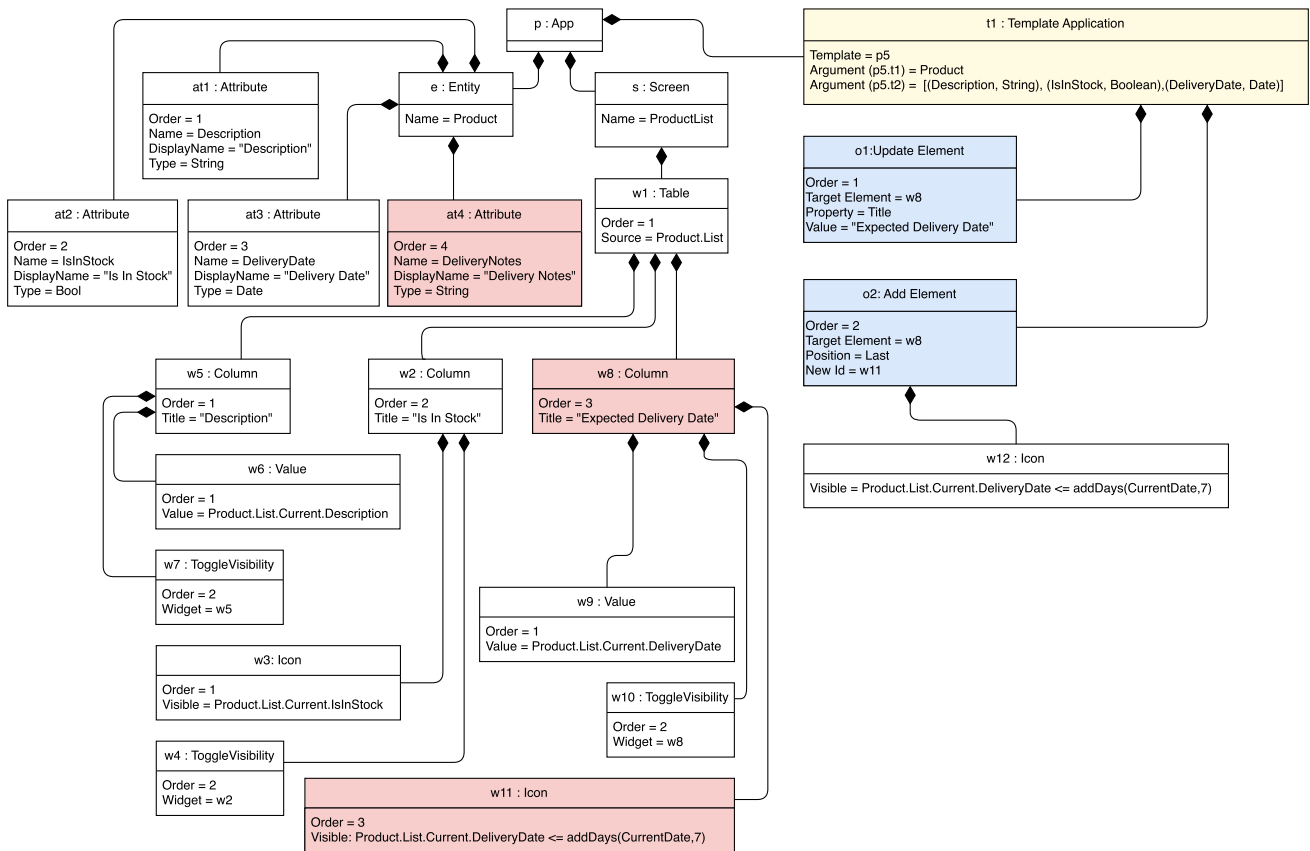 p : App
t1 : Template Application
Template = p5
Argument (p5.t1) = Product
Argument (p5.t2) =  [(Description, String), (IsInStock, Boolean),(DeliveryDate, Date)]
at1 : Attribute
Order = 1
Name = Description
DisplayName = "Description"
Type = String
e : Entity
Name = Product
s : Screen
Name = ProductList
o1:Update Element
Order = 1
Target Element = w8
Property = Title
Value = "Expected Delivery Date"
w1 : Table
Order = 1
Source = Product.List
at2 : Attribute
Order = 2
Name = IsInStock
DisplayName = "Is In Stock"
Type = Bool
at3 : Attribute
Order = 3
Name = DeliveryDate
DisplayName = "Delivery Date"
Type = Date
at4 : Attribute
Order = 4
Name = DeliveryNotes
DisplayName = "Delivery Notes"
Type = String
o2: Add Element
Order = 2
Target Element = w8
Position = Last
New Id = w11
w5 : Column
Order = 1
Title = "Description"
w2 : Column
Order = 2
Title = "Is In Stock"
w8 : Column
Order = 3
Title = "Expected Delivery Date"
w12 : Icon
Visible = Product.List.Current.DeliveryDate <= addDays(CurrentDate,7)
w6 : Value
Order = 1
Value = Product.List.Current.Description
w7 : ToggleVisibility
Order = 2
Widget = w5
w9 : Value
Order = 1
Value = Product.List.Current.DeliveryDate
w3: Icon
Order = 1
Visible = Product.List.Current.IsInStock
w10 : ToggleVisibility
Order = 2
Widget = w8
w4 : ToggleVisibility
Order = 2
Widget = w2
w11 : Icon
Order = 3
Visible: Product.List.Current.DeliveryDate <= addDays(CurrentDate,7)